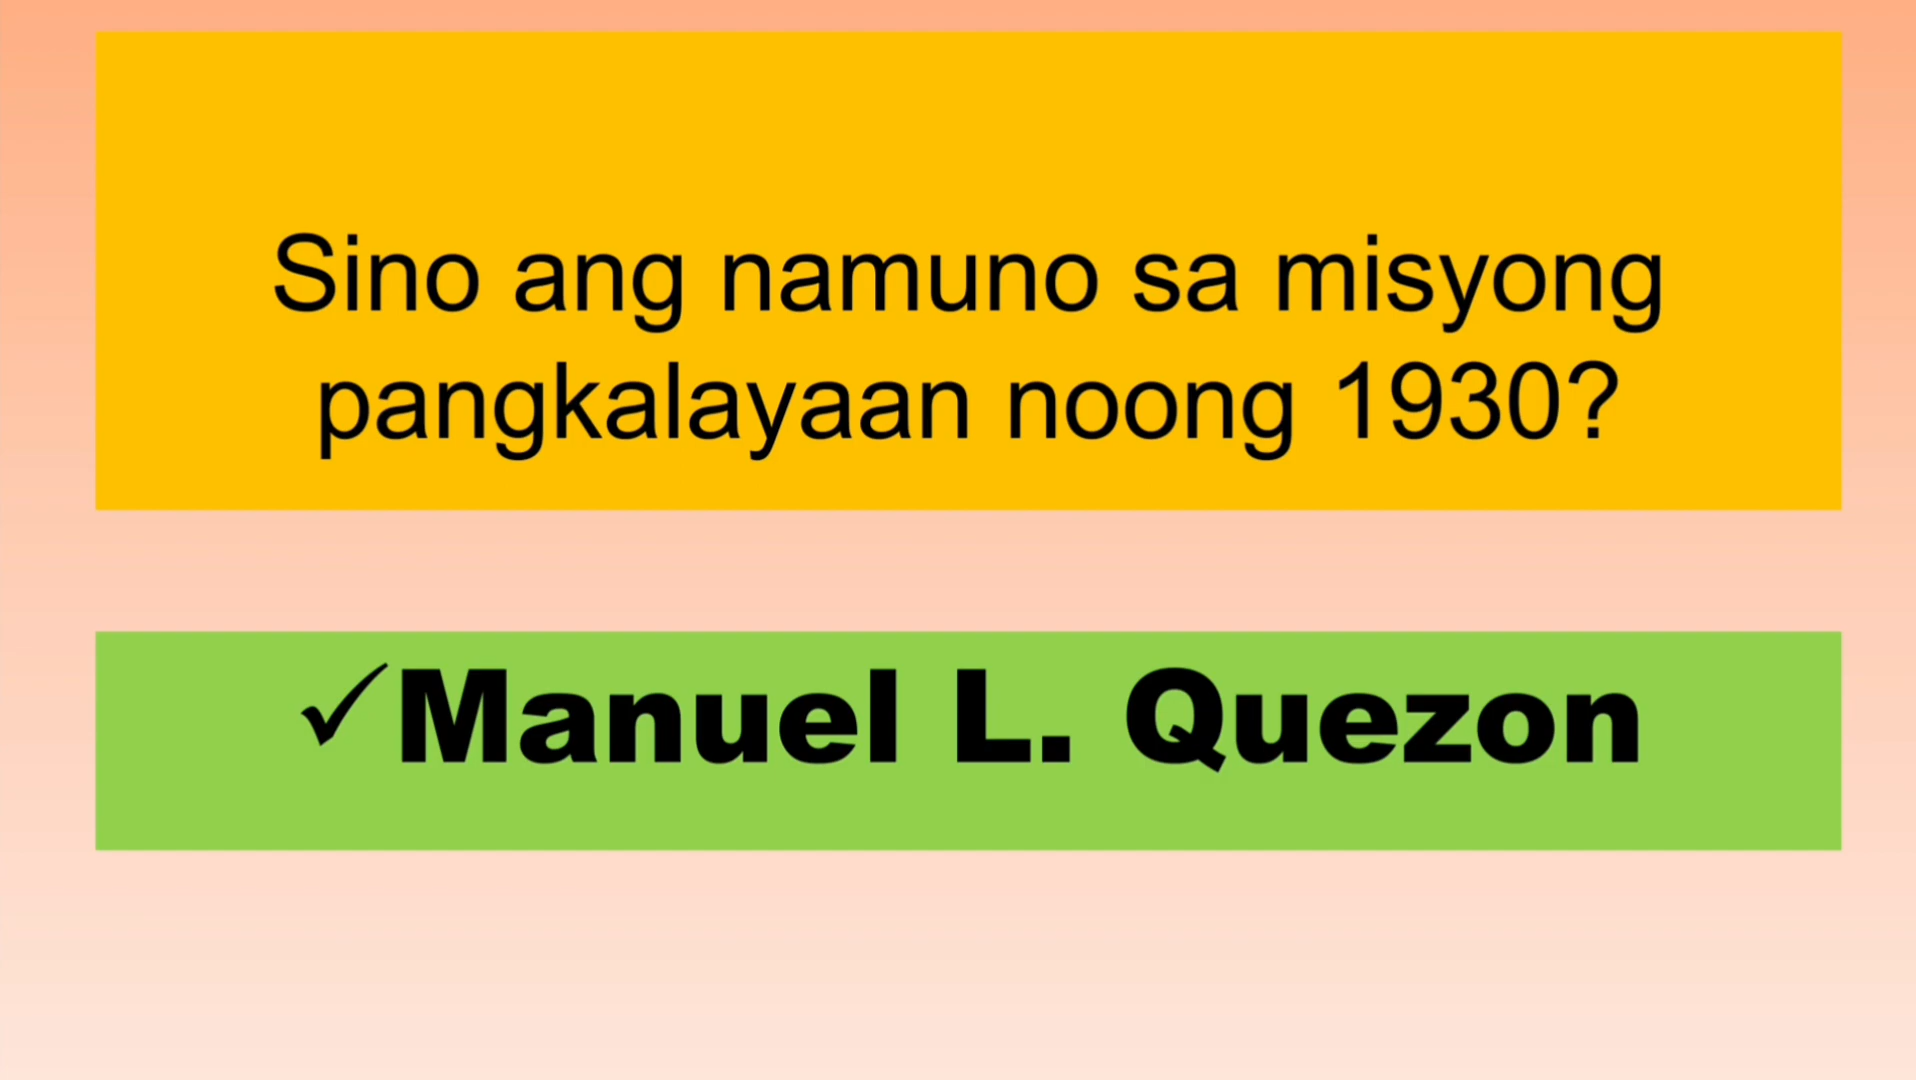 Sino ang namuno sa misyong
pangkalayaan noong 1930?
✓Manuel L. Quezon